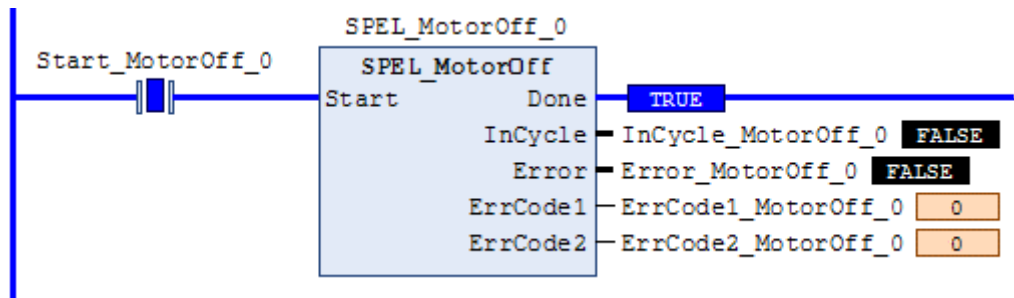 SPEL_MotorOff_0
Start_MotorOff_0
SPEL_MotorOff
Start Done TRUE
InCycle InCycle_MotorOff_0 FALSE
Error Error_MotorOff_0 FALSE
ErrCode1 ErrCode1_MotorOff_0 0
ErrCode2 ErrCode2_MotorOff_0 0